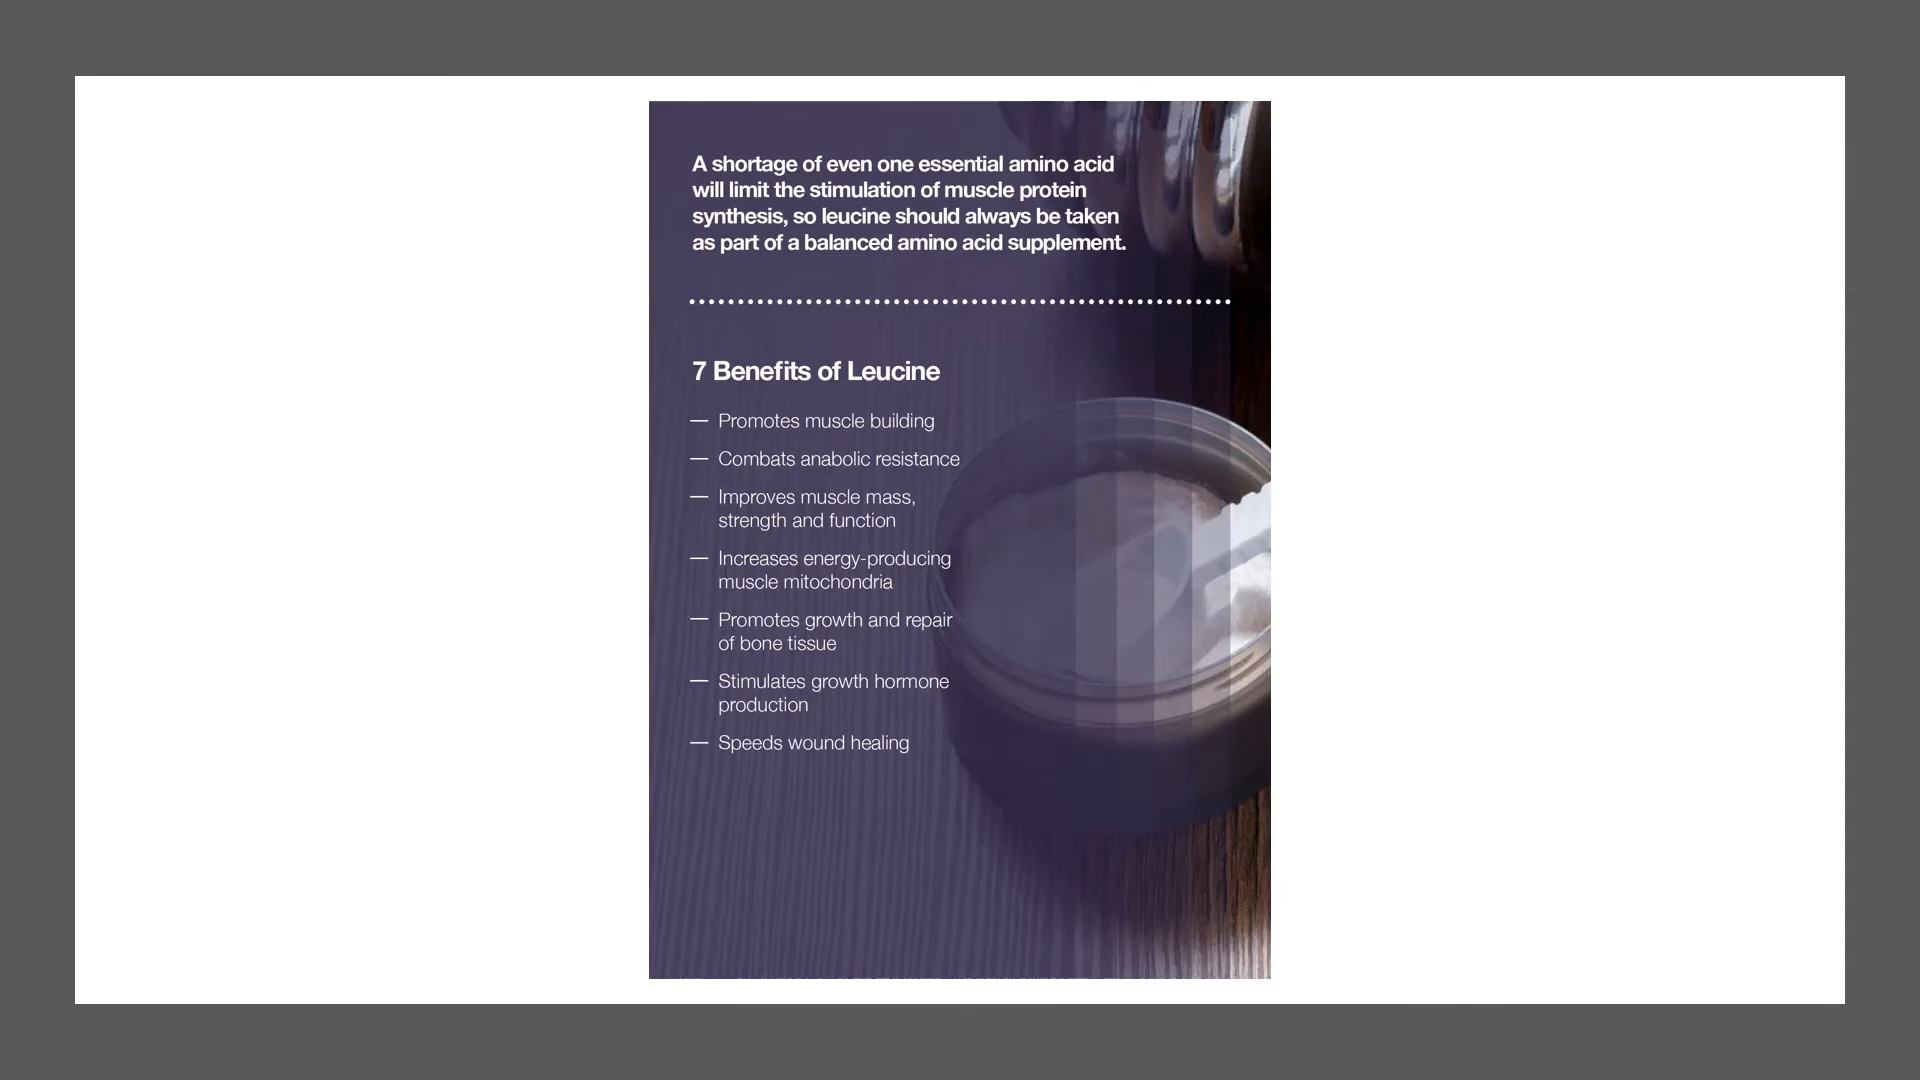 A shortage of even one essential amino acid
will limit the stimulation of muscle protein
synthesis, so leucine should always be taken
as part of a balanced amino acid supplement.
7 Benefits of Leucine
— Promotes muscle building
— Combats anabolic resistance
— Improves muscle mass,
strength and function
— Increases energy-producing
muscle mitochondria
— Promotes growth and repair
of bone tissue
— Stimulates growth hormone
production
— Speeds wound healing